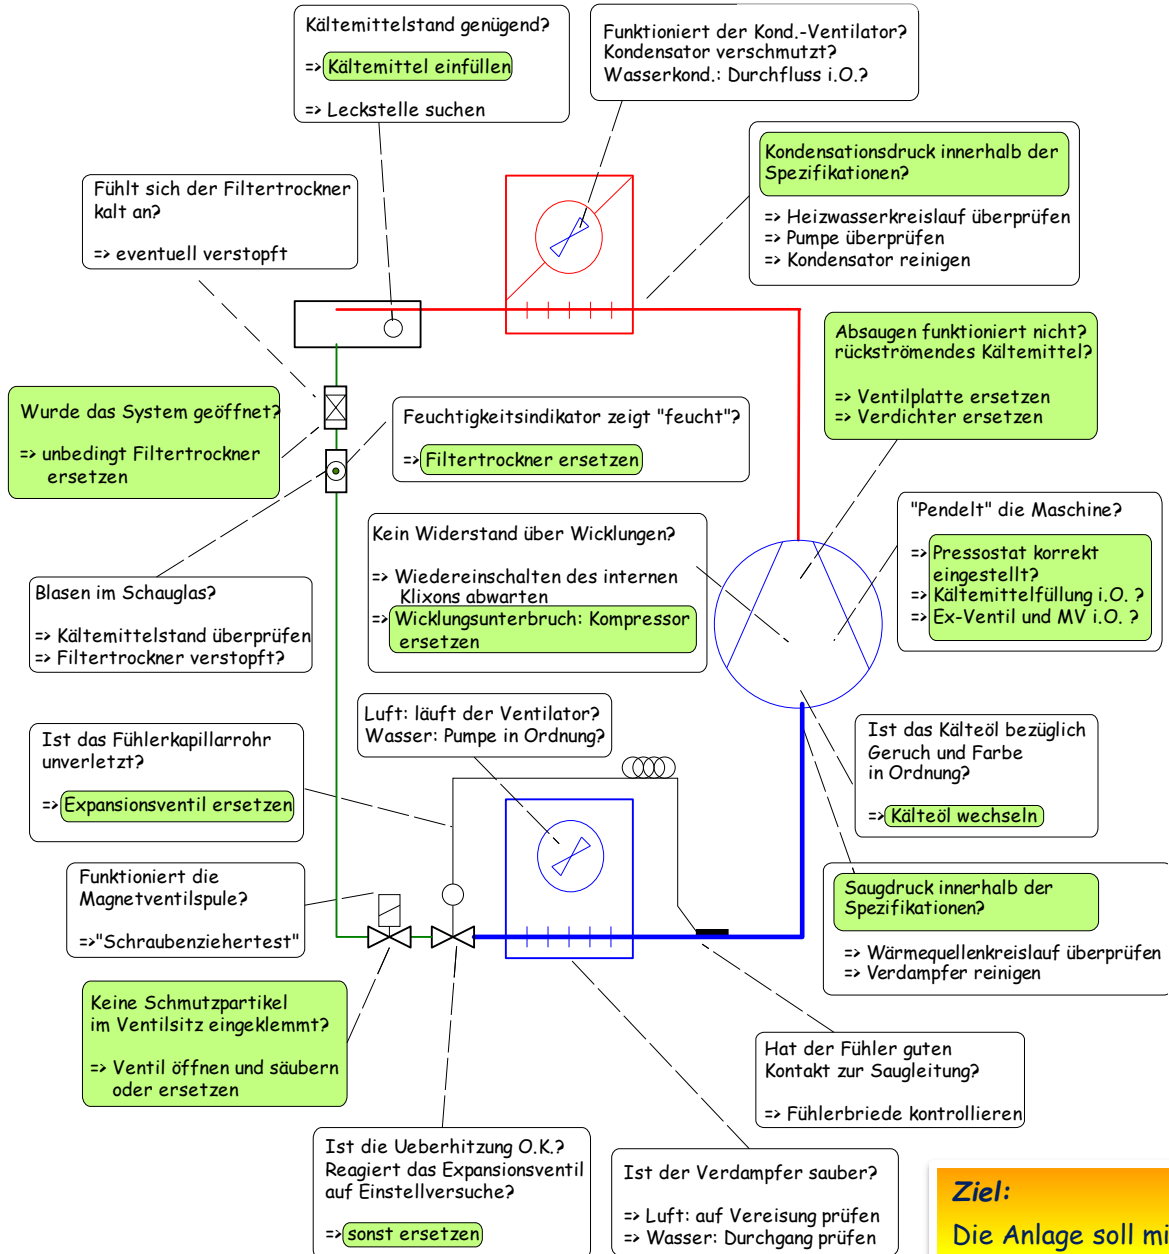 Kältemittelstand genügend?
=> Kältemittel einfüllen
=> Leckstelle suchen
Funktioniert der Kond.-Ventilator?
Kondensator verschmutzt?
Wasserkond.: Durchfluss i.O.?
Kondensationsdruck innerhalb der
Spezifikationen?
=> Heizwasserkreislauf überprüfen
=> Pumpe überprüfen
=> Kondensator reinigen
Fühlt sich der Filtertrockner
kalt an?
=> eventuell verstopft
Absaugen funktioniert nicht?
rückströmendes Kältemittel?
=> Ventilplatte ersetzen
=> Verdichter ersetzen
Wurde das System geöffnet?
=> unbedingt Filtertrockner
ersetzen
Feuchtigkeitsindikator zeigt "feucht"?
=> Filtertrockner ersetzen
"Pendelt" die Maschine?
=> Pressostat korrekt
eingestellt?
=> Kältemittelfüllung i.O. ?
=> Ex-Ventil und MV i.O. ?
Kein Widerstand über Wicklungen?
=> Wiedereinschalten des internen
Klixons abwarten
=> Wicklungsunterbruch: Kompressor
ersetzen
Blasen im Schauglas?
=> Kältemittelstand überprüfen
=> Filtertrockner verstopft?
Luft: läuft der Ventilator?
Wasser: Pumpe in Ordnung?
Ist das Fühlerkapillarrohr
unverletzt?
=> Expansionsventil ersetzen
Ist das Kälteöl bezüglich
Geruch und Farbe
in Ordnung?
=> Kälteöl wechseln
Funktioniert die
Magnetventilspule?
=>"Schraubenziehertest"
Saugdruck innerhalb der
Spezifikationen?
=> Wärmequellenkreislauf überprüfen
=> Verdampfer reinigen
Keine Schmutzpartikel
im Ventilsitz eingeklemmt?
=> Ventil öffnen und säubern
oder ersetzen
Hat der Fühler guten
Kontakt zur Saugleitung?
=> Fühlerbriede kontrollieren
Ist die Ueberhitzung O.K.?
Reagiert das Expansionsventil
auf Einstellversuche?
=> sonst ersetzen
Ist der Verdampfer sauber?
=> Luft: auf Vereisung prüfen
=> Wasser: Durchgang prüfen
Ziel:
Die Anlage soll mi